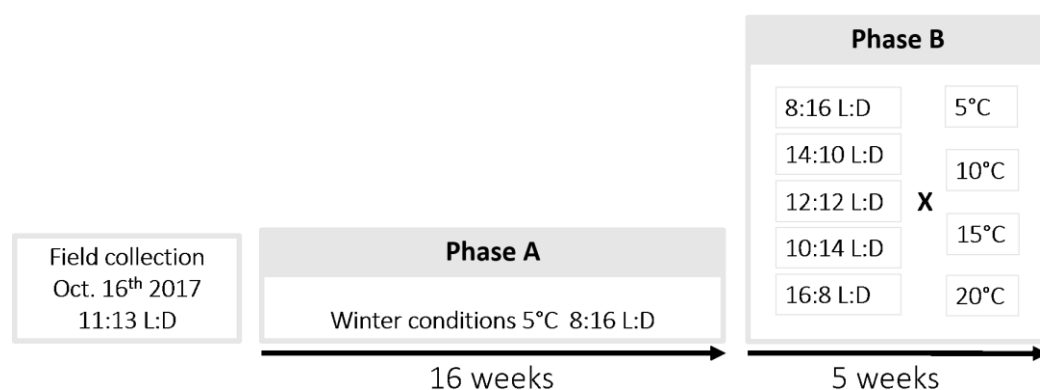 Field collection
Oct. 16th 2017
11:13 L:D
Phase A
Winter conditions 5°C 8:16 L:D
16 weeks
Phase B
8:16 L:D
14:10 L:D
12:12 L:D
10:14 L:D
16:8 L:D
X
5°C
10°C
15°C
20°C
5 weeks